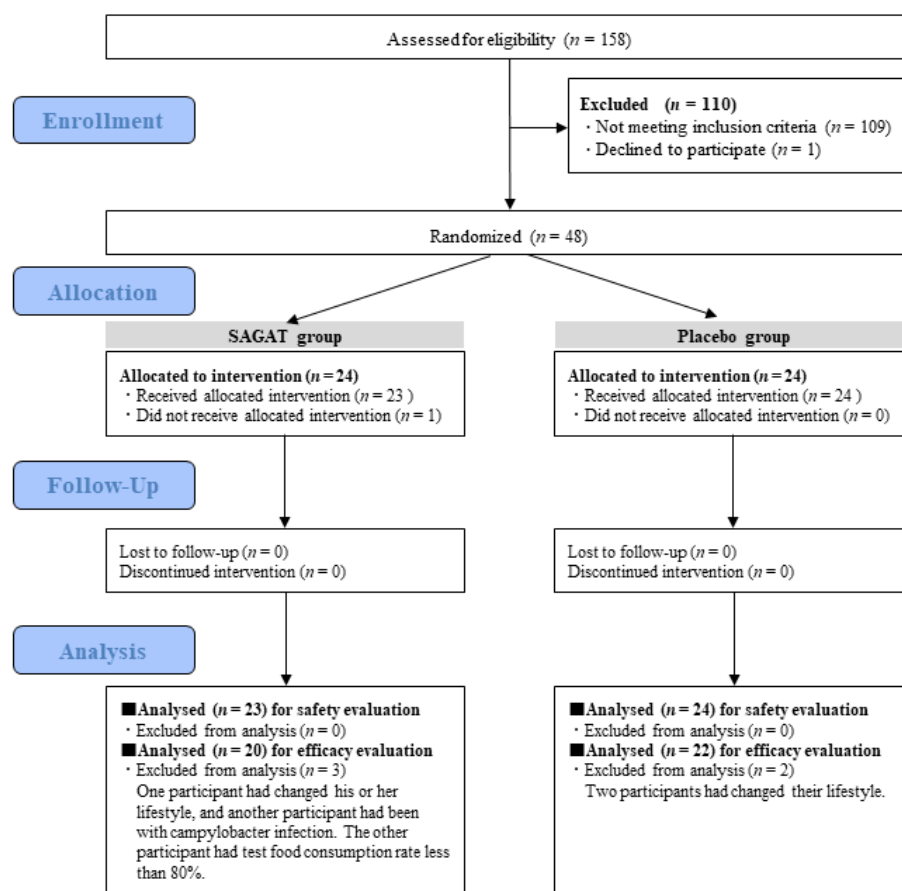 Assessed for eligibility (n = 158)
Enrollment
Excluded (n = 110)
・Not meeting inclusion criteria (n = 109)
・Declined to participate (n = 1)
Randomized (n = 48)
Allocation
SAGAT group
Allocated to intervention (n = 24)
・Received allocated intervention (n = 23 )
・Did not receive allocated intervention (n = 1)
Placebo group
Allocated to intervention (n = 24)
・Received allocated intervention (n = 24 )
・Did not receive allocated intervention (n = 0)
Follow-Up
Lost to follow-up (n = 0)
Discontinued intervention (n = 0)
Lost to follow-up (n = 0)
Discontinued intervention (n = 0)
Analysis
■Analysed (n = 23) for safety evaluation
・Excluded from analysis (n = 0)
■Analysed (n = 20) for efficacy evaluation
・Excluded from analysis (n = 3)
One participant had changed his or her
lifestyle, and another participant had been
with campylobacter infection. The other
participant had test food consumption rate less
than 80%.
■Analysed (n = 24) for safety evaluation
・Excluded from analysis (n = 0)
■Analysed (n = 22) for efficacy evaluation
・Excluded from analysis (n = 2)
Two participants had changed their lifestyle.